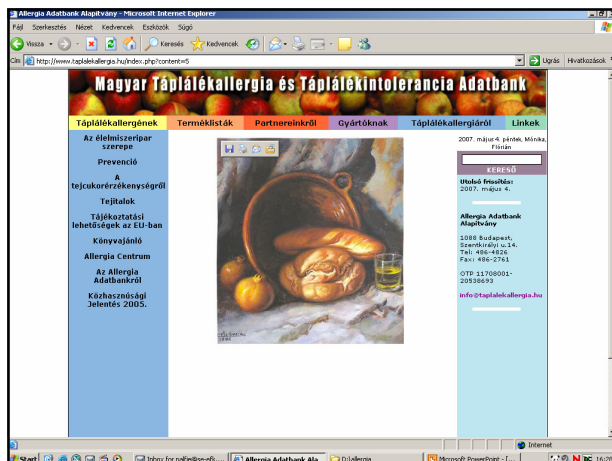 Allergia Adatbank Alapítvány - Microsoft Internet Explorer
Fájl Szerkesztés Nézet Kedvencek Eszközök Súgó
Vissza Keresés Kedvencek
Cím http://www.taplalekallergia.hu/index.php?content=5 Ugrás Hivatkozások
Magyar Táplálékallergia és Táplálékintolerancia Adatbank
Táplálékallergének Terméklisták Partnereinkről Gyártóknak Táplálékallergiáról Linkek
Az élelmiszeripar
szerepe
Prevenció
A
tejcukorérzékenységről
Tejitalok
Tájékoztatási
lehetőségek az EU-ban
Könyvajánló
Allergia Centrum
Az Allergia
Adatbankról
Közhasznúsági
Jelentés 2005.
2007. május 4. péntek, Mónika,
Flórián
KERESŐ
Utolsó frissítés:
2007. május 4.
Allergia Adatbank
Alapítvány
1088 Budapest,
Szentkirályi u.14.
Tel: 486-4826
Fax: 486-2761
OTP 11708001-
20538693
info@taplalekallergia.hu
Internet
Start Allergia Adatbank Ala... D:\allergia Microsoft PowerPoint - [... 16:20